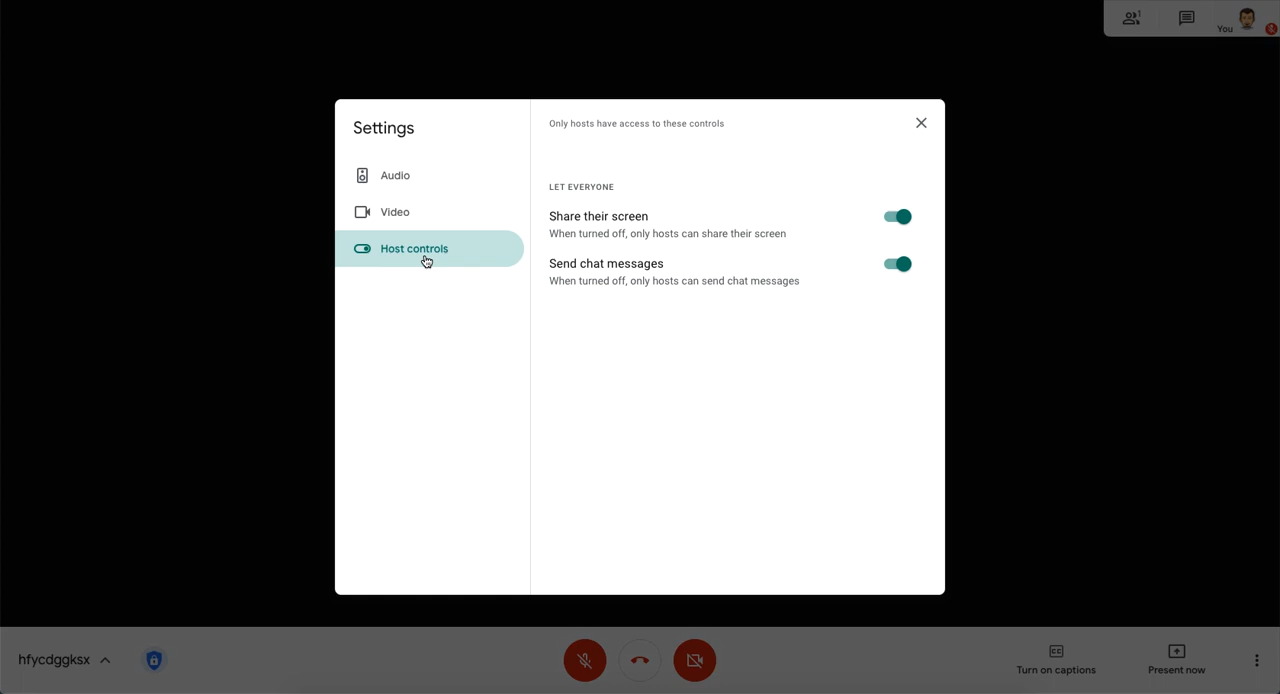 1
You
Settings
Only hosts have access to these controls
Audio
LET EVERYONE
Video
Share their screen
When turned off, only hosts can share their screen
Host controls
Send chat messages
When turned off, only hosts can send chat messages
hfycdggksx
CC
Turn on captions
Present now